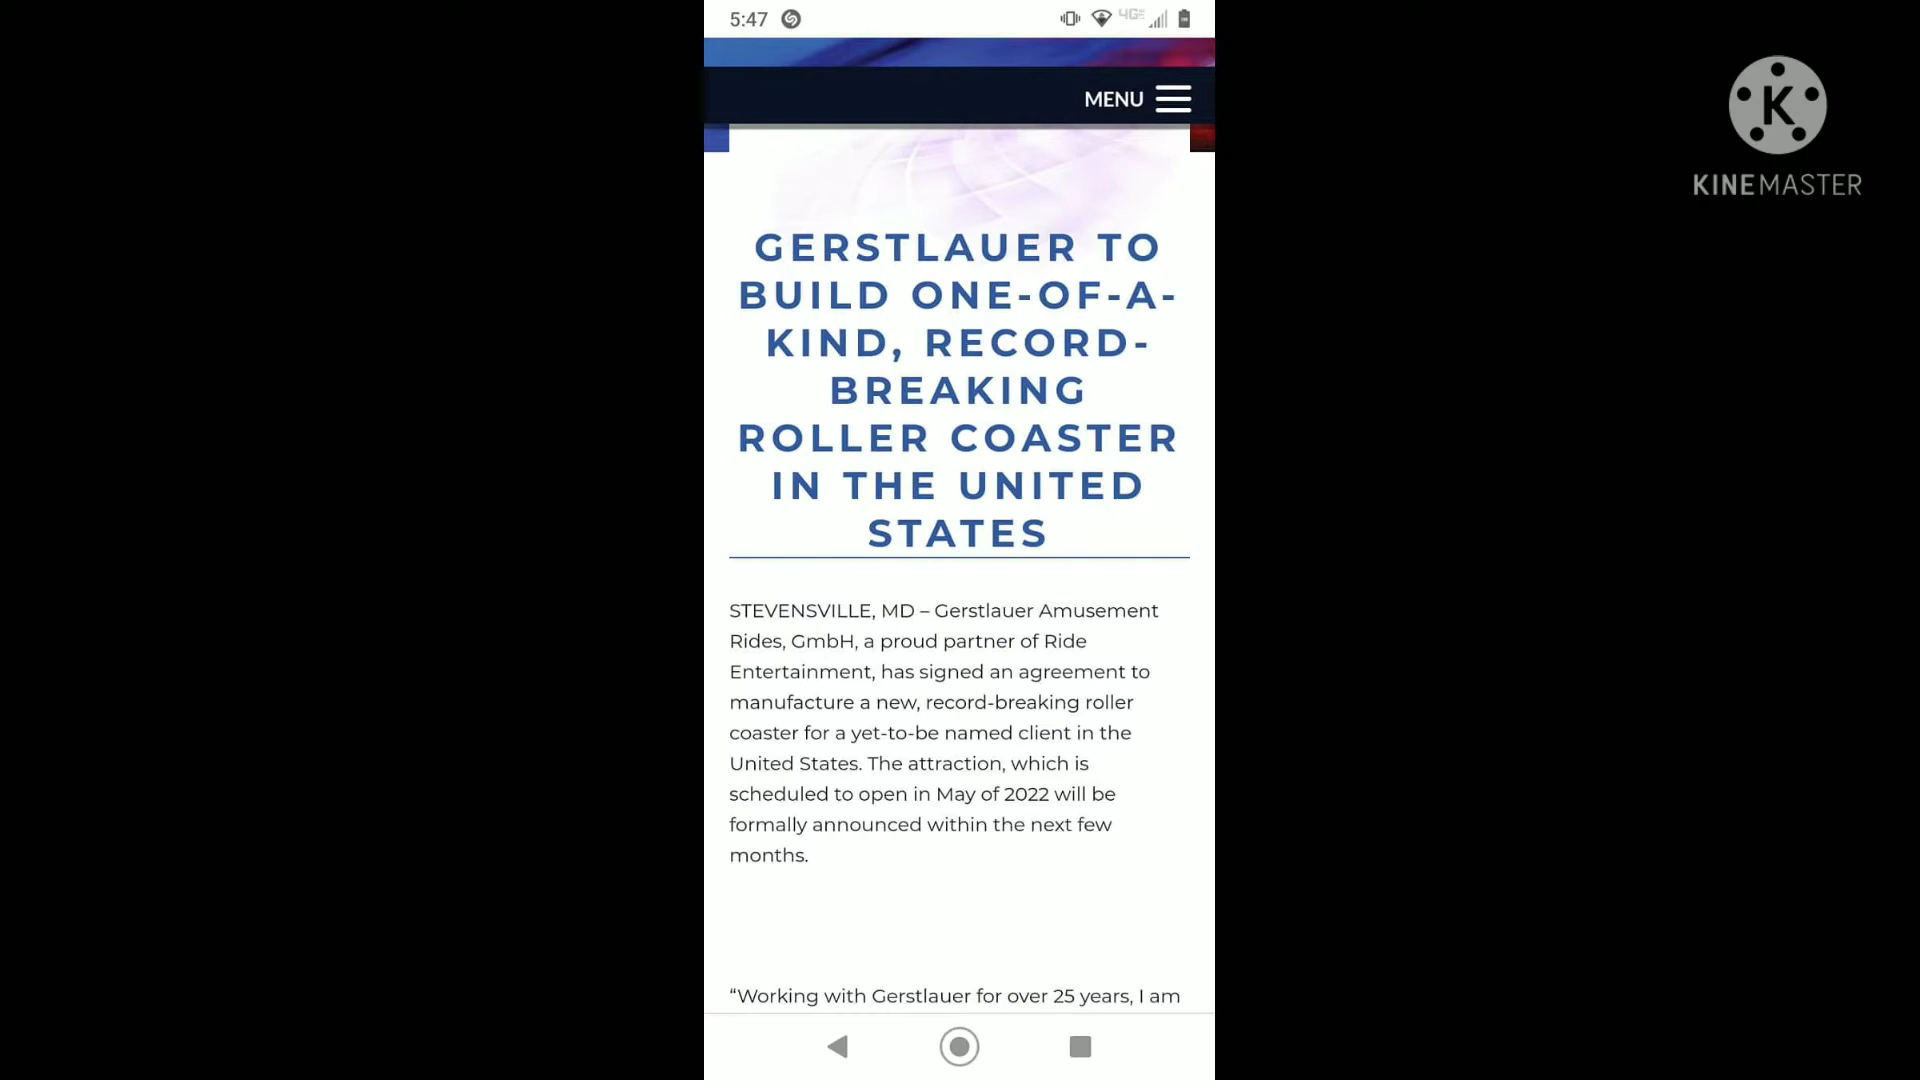 5:47
4G
MENU
K
KINEMASTER
GERSTLAUER TO
BUILD ONE-OF-A-
KIND, RECORD-
BREAKING
ROLLER COASTER
IN THE UNITED
STATES
STEVENSVILLE, MD – Gerstlauer Amusement
Rides, GmbH, a proud partner of Ride
Entertainment, has signed an agreement to
manufacture a new, record-breaking roller
coaster for a yet-to-be named client in the
United States. The attraction, which is
scheduled to open in May of 2022 will be
formally announced within the next few
months.
“Working with Gerstlauer for over 25 years, I am